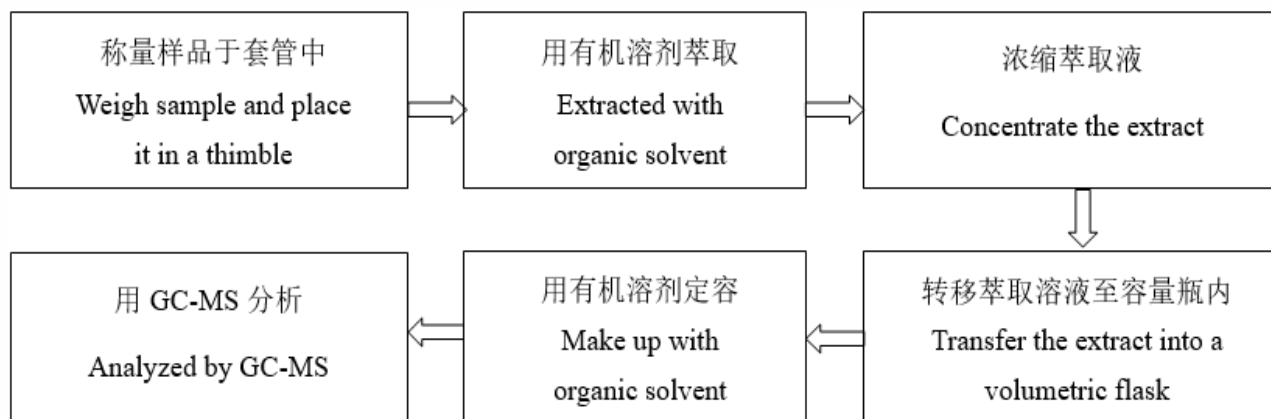 称量样品于套管中
Weigh sample and place
it in a thimble
用有机溶剂萃取
Extracted with
organic solvent
浓缩萃取液
Concentrate the extract
转移萃取溶液至容量瓶内
Transfer the extract into a
volumetric flask
用有机溶剂定容
Make up with
organic solvent
用 GC-MS 分析
Analyzed by GC-MS